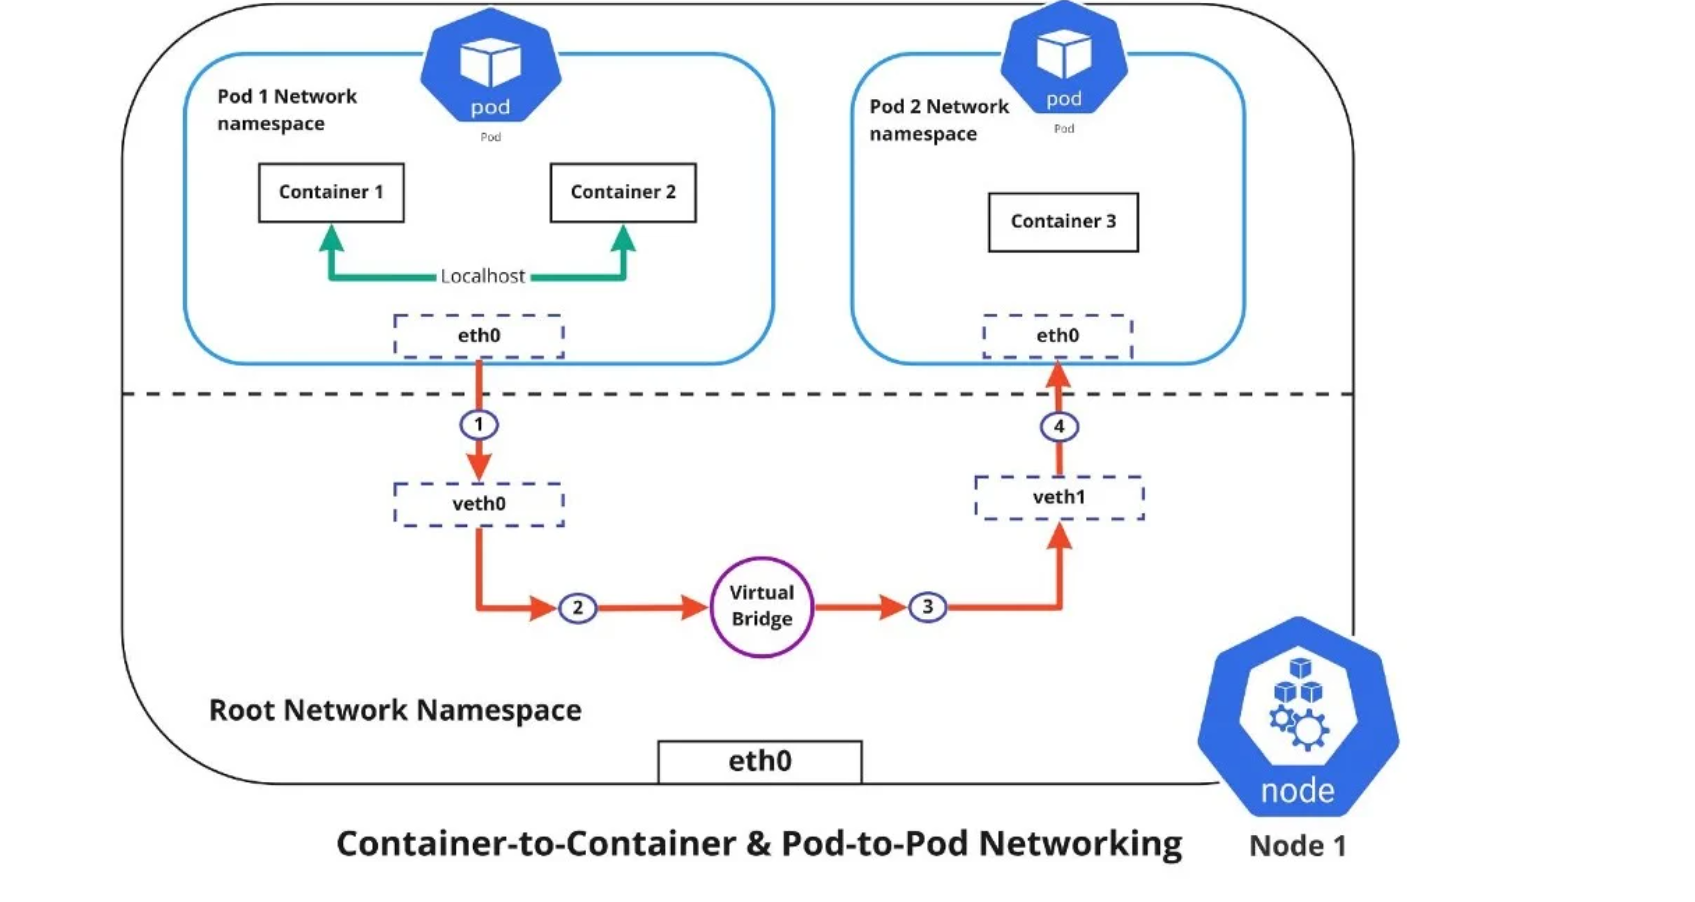 pod
Pod
Pod 1 Network
namespace
Container 1
Container 2
Localhost
eth0
pod
Pod
Pod 2 Network
namespace
Container 3
eth0
1
4
veth0
veth1
2
Virtual
Bridge
3
Root Network Namespace
eth0
node
Container-to-Container & Pod-to-Pod Networking
Node 1